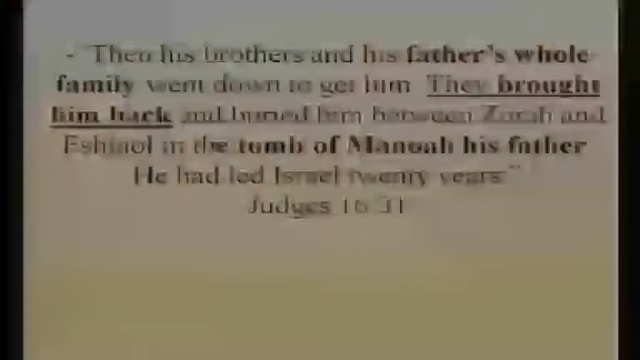 - "Then his brothers and his father's whole
family went down to get him. They brought
him back and buried him between Zorah and
Eshtaol in the tomb of Manoah his father
He had led Israel twenty years."
Judges 16:31